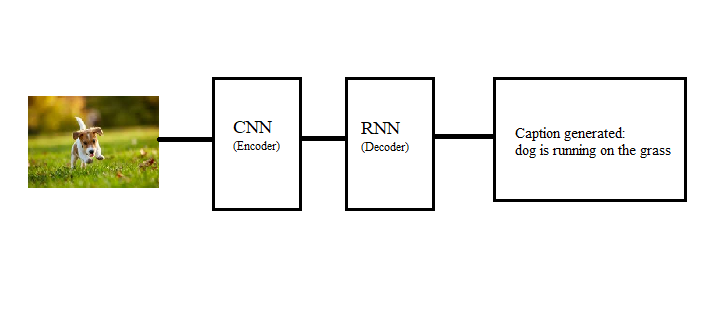 CNN
(Encoder)
RNN
(Decoder)
Caption generated:
dog is running on the grass